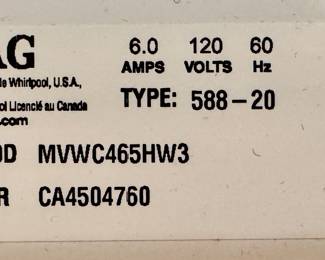 AG 6.0 120 60
AMPS VOLTS Hz
le Whirlpool, U.S.A.,
ol Licencié au Canada
.com
TYPE: 588-20
OD MVWC465HW3
R CA4504760